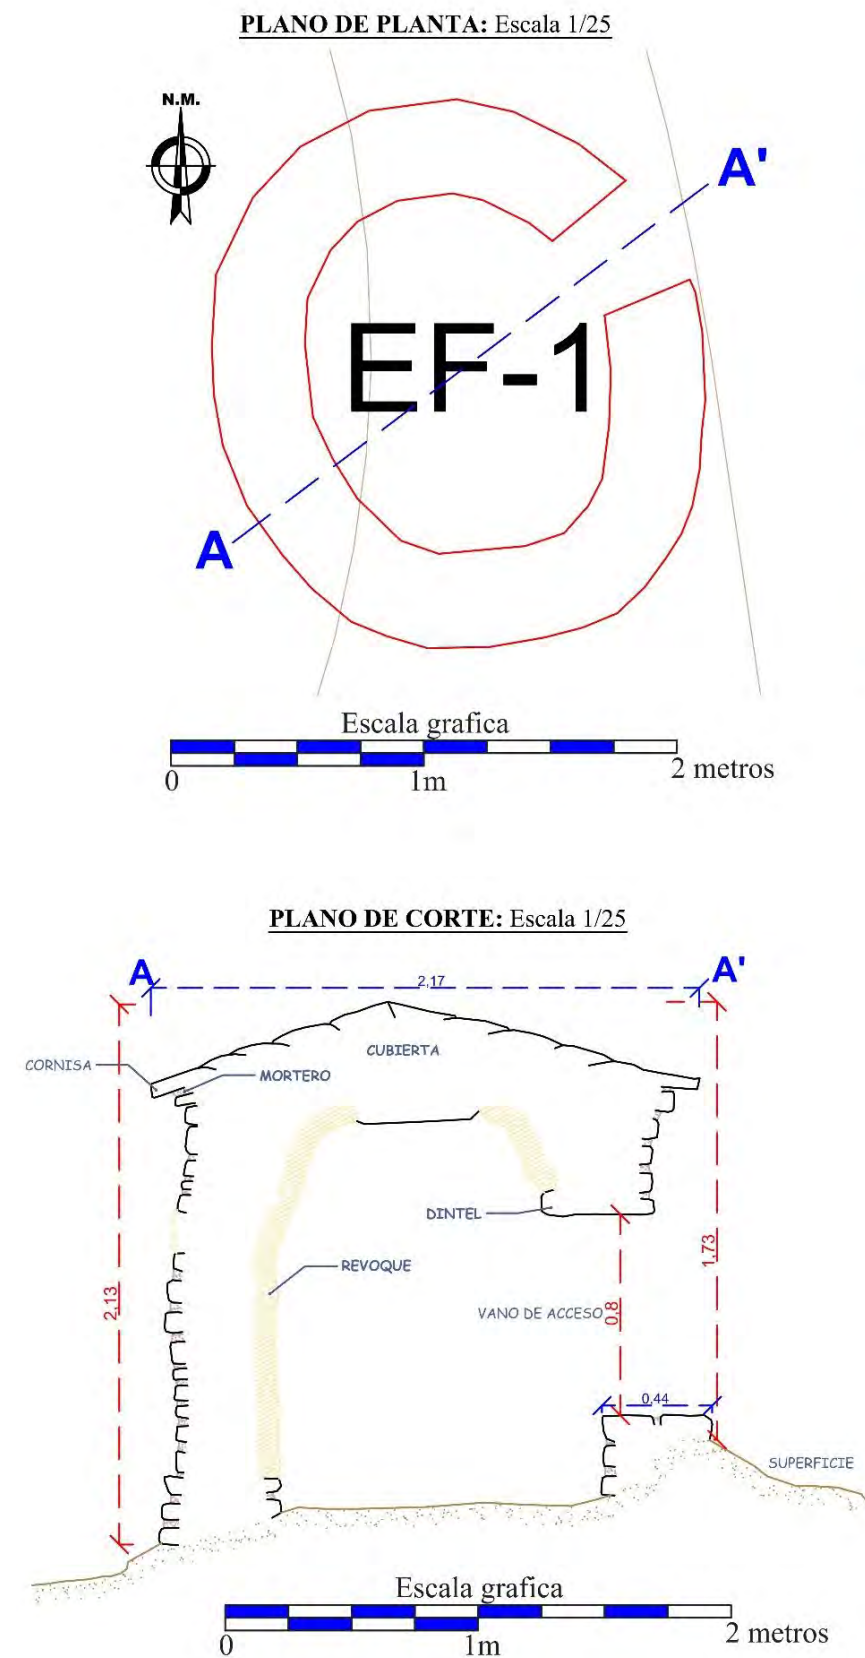 PLANO DE PLANTA: Escala 1/25
N.M.
A'
EF-1
A
Escala grafica
0 1m 2 metros
PLANO DE CORTE: Escala 1/25
A 2,17 A'
CUBIERTA
CORNISA
MORTERO
DINTEL
1,73
REVOQUE
2,13
VANO DE ACCESO 0,8
0,44
SUPERFICIE
Escala grafica
0 1m 2 metros